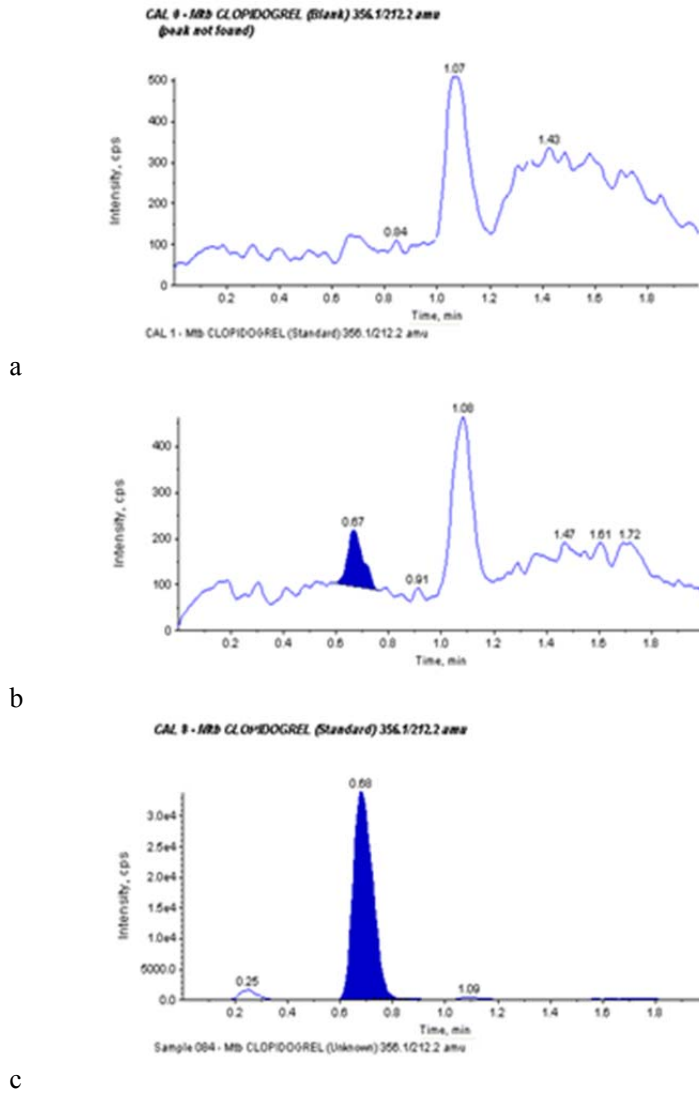 CAL 0 - Mtb CLOPIDOGREL (Blank) 356.1/212.2 amu
(peak not found)
1.07
500
400
300
200
100
0
Intensity, cps
0.84
1.43
0.2 0.4 0.6 0.8 1.0 1.2 1.4 1.6 1.8
Time, min
CAL 1 - Mtb CLOPIDOGREL (Standard) 356.1/212.2 amu
a
1.08
400
300
200
100
0
Intensity, cps
0.67
0.91
1.47 1.61 1.72
0.2 0.4 0.6 0.8 1.0 1.2 1.4 1.6 1.8
Time, min
b
CAL 8 - Mtb CLOPIDOGREL (Standard) 356.1/212.2 amu
0.68
3.0e4
2.5e4
2.0e4
1.5e4
1.0e4
5000.0
0.0
Intensity, cps
0.25
1.09
0.2 0.4 0.6 0.8 1.0 1.2 1.4 1.6 1.8
Time, min
Sample 084 - Mtb CLOPIDOGREL (Unknown) 356.1/212.2 amu
c